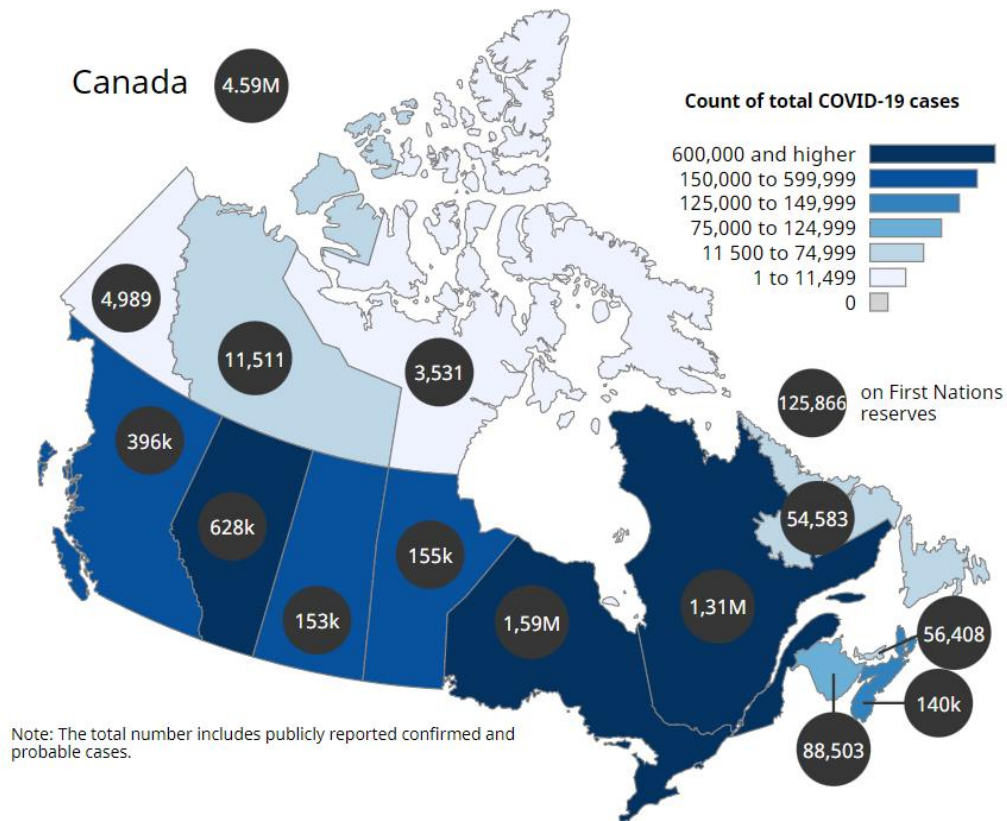 Canada
4.59M
Count of total COVID-19 cases
600,000 and higher
150,000 to 599,999
125,000 to 149,999
75,000 to 124,999
11 500 to 74,999
1 to 11,499
0
4,989
11,511
3,531
125,866
on First Nations
reserves
396k
628k
153k
155k
1,59M
1,31M
54,583
56,408
140k
88,503
Note: The total number includes publicly reported confirmed and
probable cases.